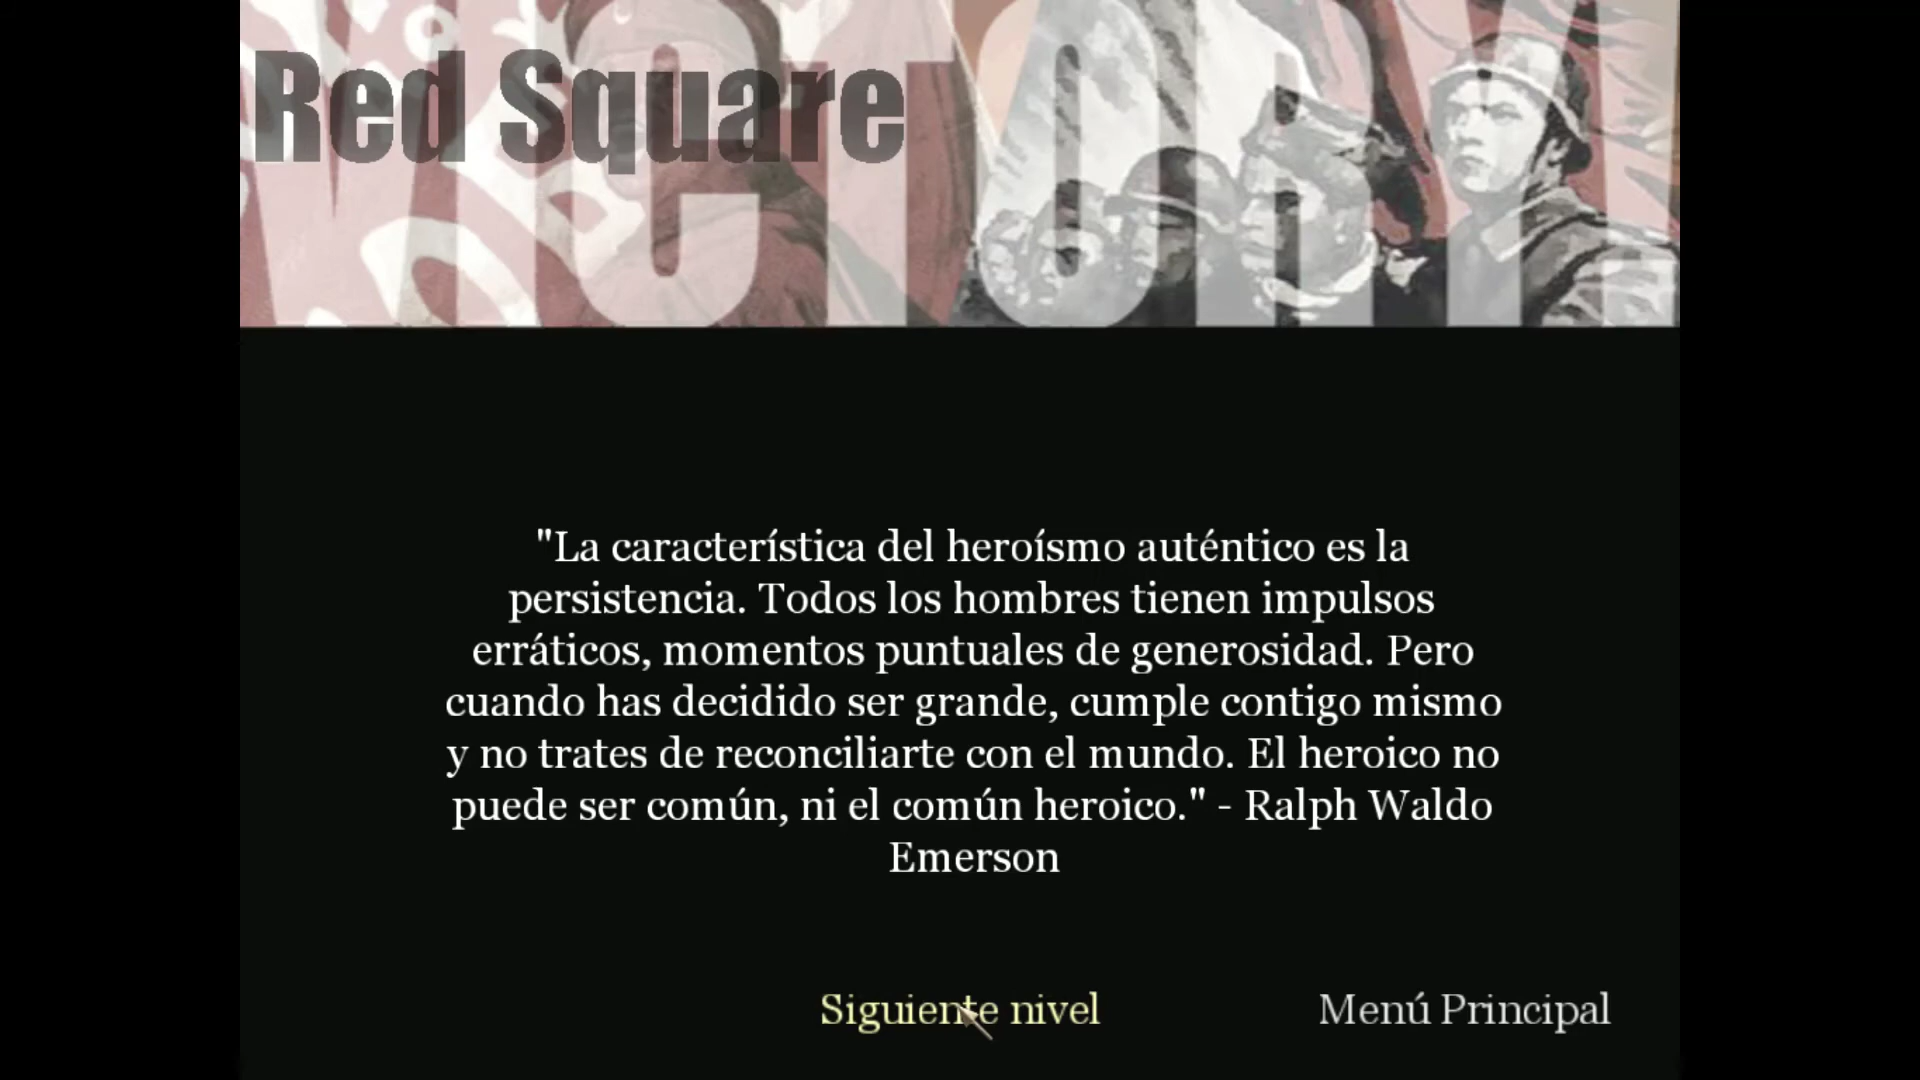 VICTORY
Red Square
"La característica del heroísmo auténtico es la
persistencia. Todos los hombres tienen impulsos
erráticos, momentos puntuales de generosidad. Pero
cuando has decidido ser grande, cumple contigo mismo
y no trates de reconciliarte con el mundo. El heroico no
puede ser común, ni el común heroico." - Ralph Waldo
Emerson
Siguiente nivel
Menú Principal